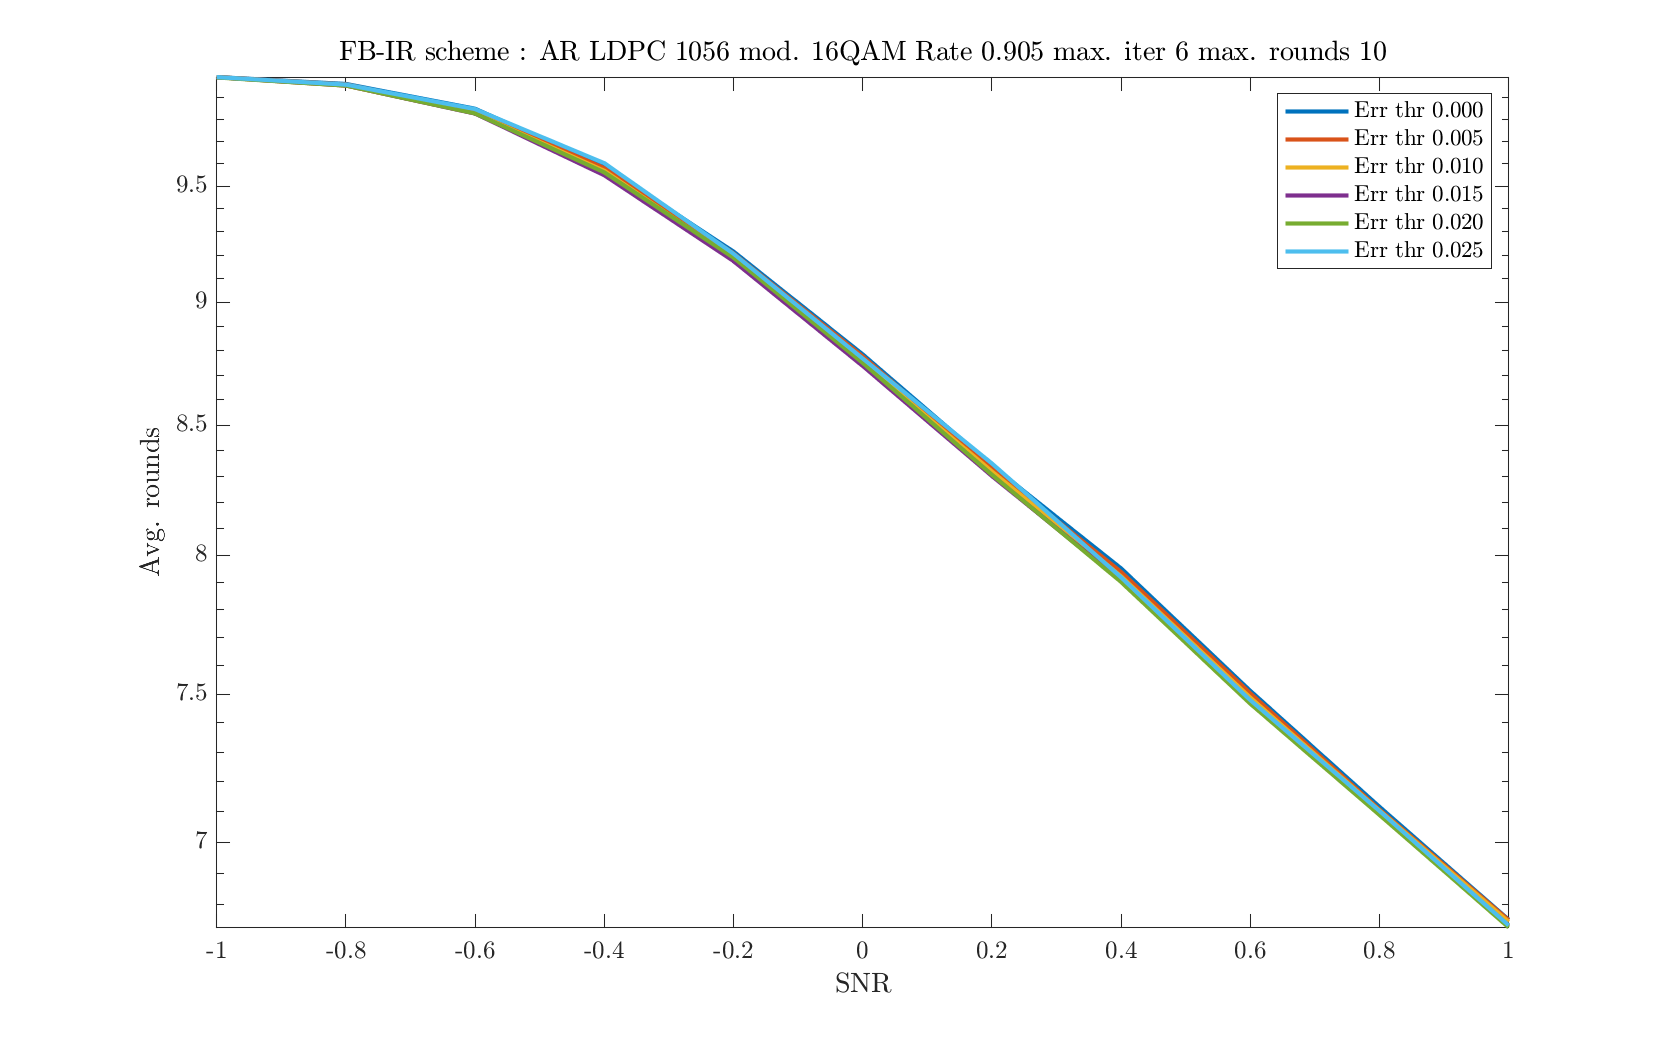 FB-IR scheme : AR LDPC 1056 mod. 16QAM Rate 0.905 max. iter 6 max. rounds 10
Err thr 0.000
Err thr 0.005
Err thr 0.010
Err thr 0.015
Err thr 0.020
Err thr 0.025
Avg. rounds
9.5
9
8.5
8
7.5
7
-1 -0.8 -0.6 -0.4 -0.2 0 0.2 0.4 0.6 0.8 1
SNR